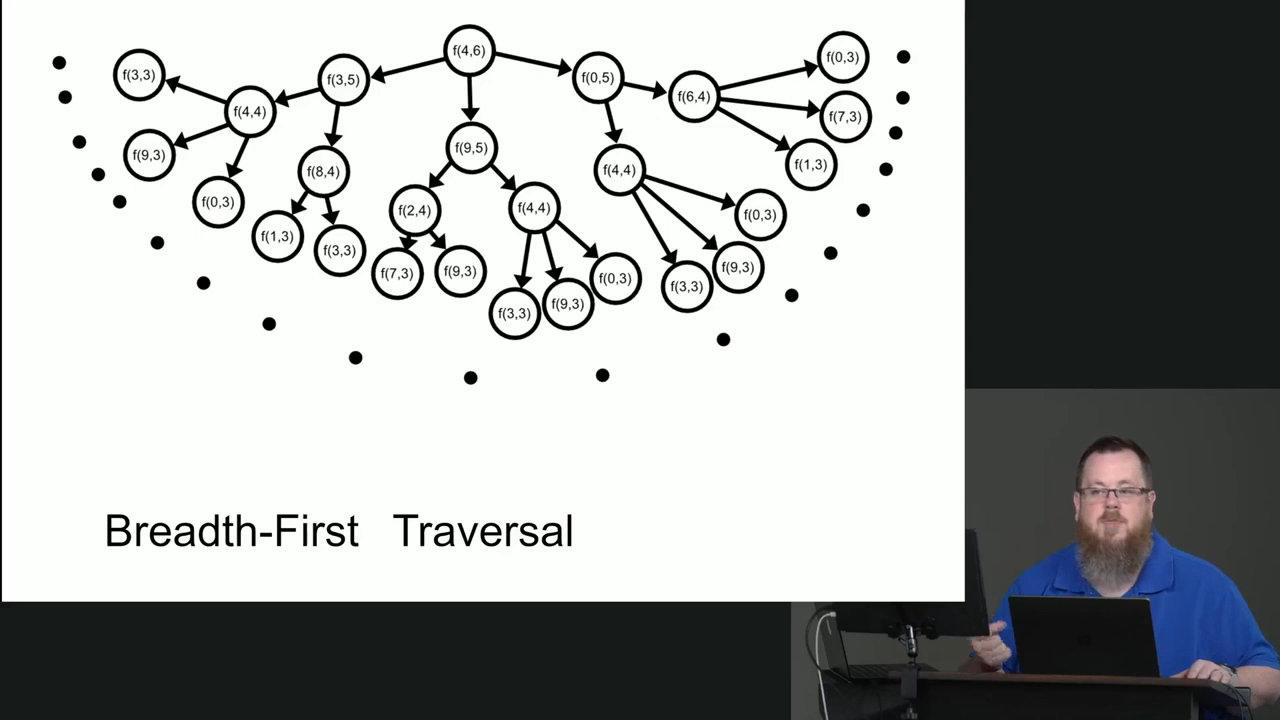 f(4,6)
f(3,5)
f(0,5)
f(3,3)
f(4,4)
f(6,4)
f(0,3)
f(7,3)
f(9,3)
f(8,4)
f(9,5)
f(4,4)
f(1,3)
f(0,3)
f(1,3)
f(3,3)
f(2,4)
f(4,4)
f(0,3)
f(7,3)
f(9,3)
f(3,3)
f(9,3)
f(0,3)
f(3,3)
f(9,3)
Breadth-First Traversal